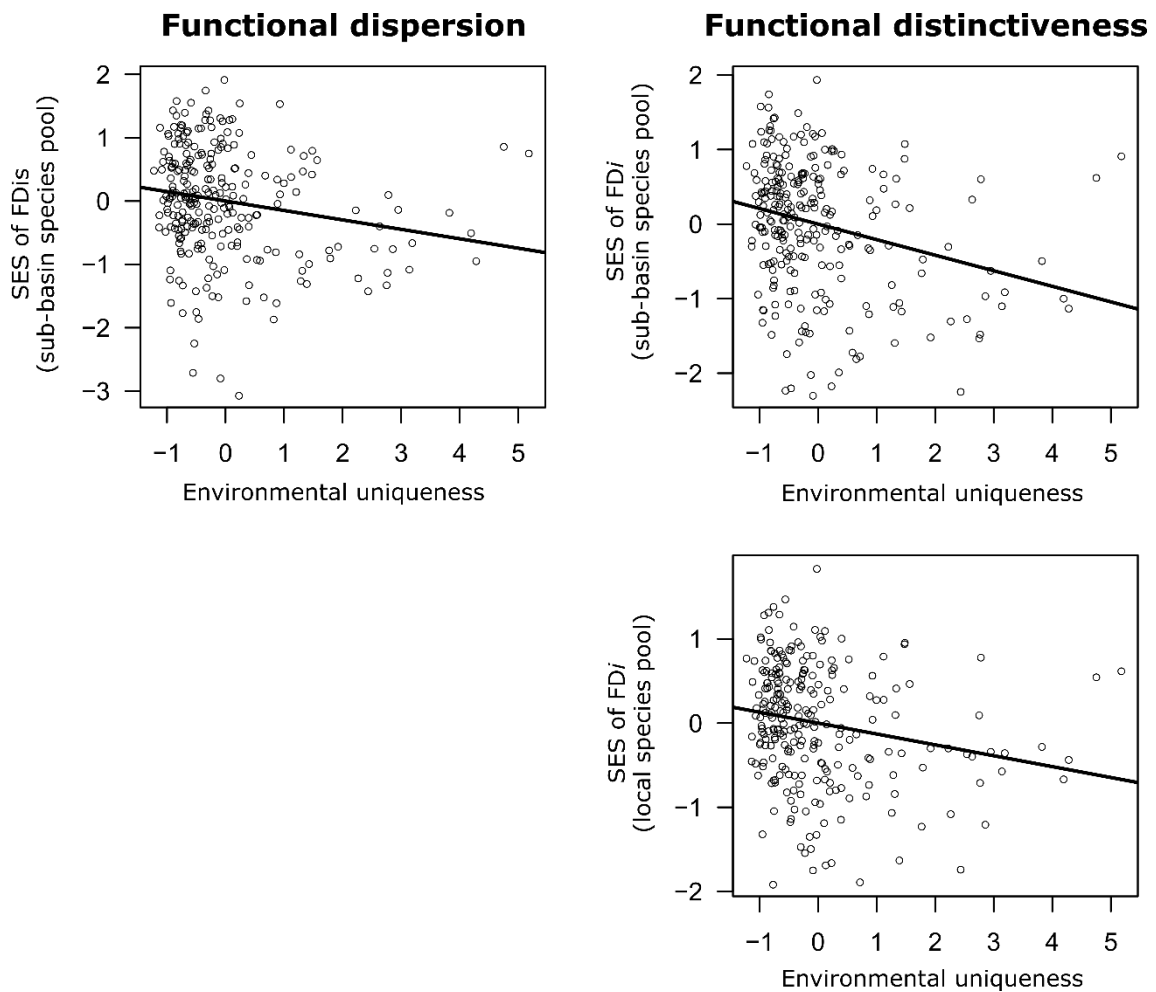 Functional dispersion
Functional distinctiveness
SES of FDis
(sub-basin species pool)
2
1
0
−1
−2
−3
−1 0 1 2 3 4 5
Environmental uniqueness
SES of FDi
(sub-basin species pool)
2
1
0
−1
−2
−1 0 1 2 3 4 5
Environmental uniqueness
SES of FDi
(local species pool)
1
0
−1
−2
−1 0 1 2 3 4 5
Environmental uniqueness